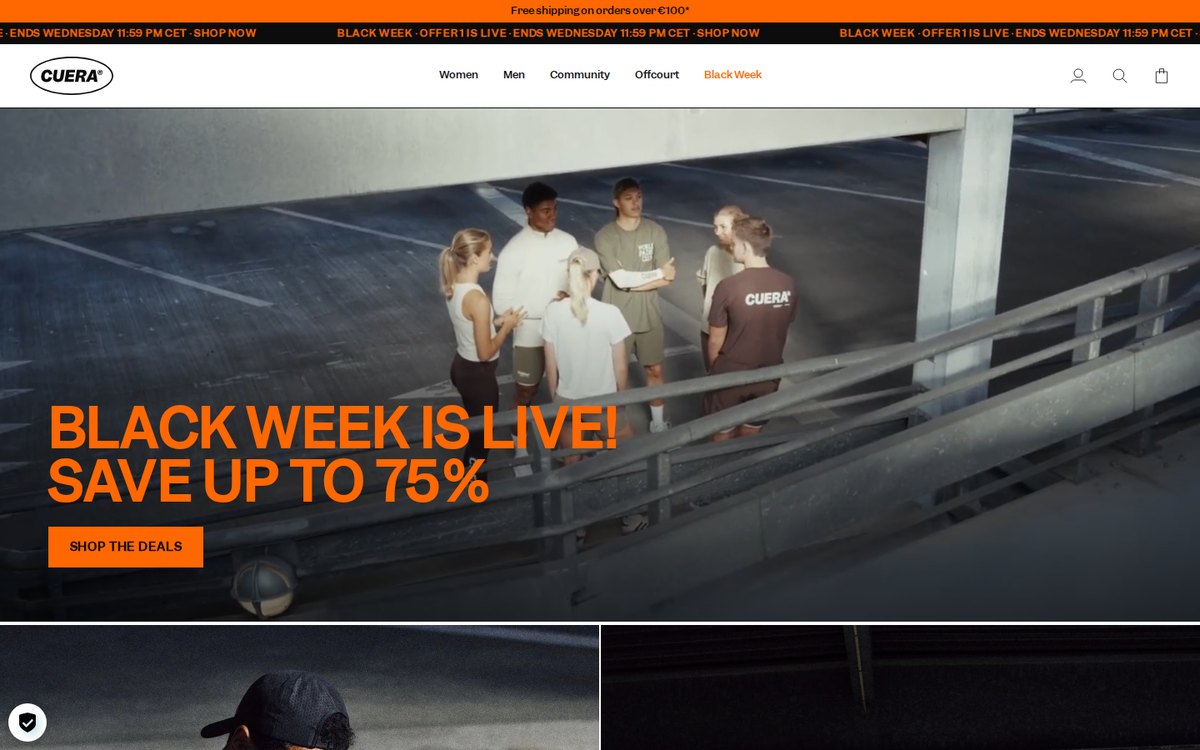 Free shipping on orders over €100*
· ENDS WEDNESDAY 11:59 PM CET · SHOP NOW BLACK WEEK · OFFER 1 IS LIVE · ENDS WEDNESDAY 11:59 PM CET · SHOP NOW BLACK WEEK · OFFER 1 IS LIVE · ENDS WEDNESDAY 11:59 PM CET ·
CUERA®
Women Men Community Offcourt Black Week
CUERA
BLACK WEEK IS LIVE!
SAVE UP TO 75%
SHOP THE DEALS